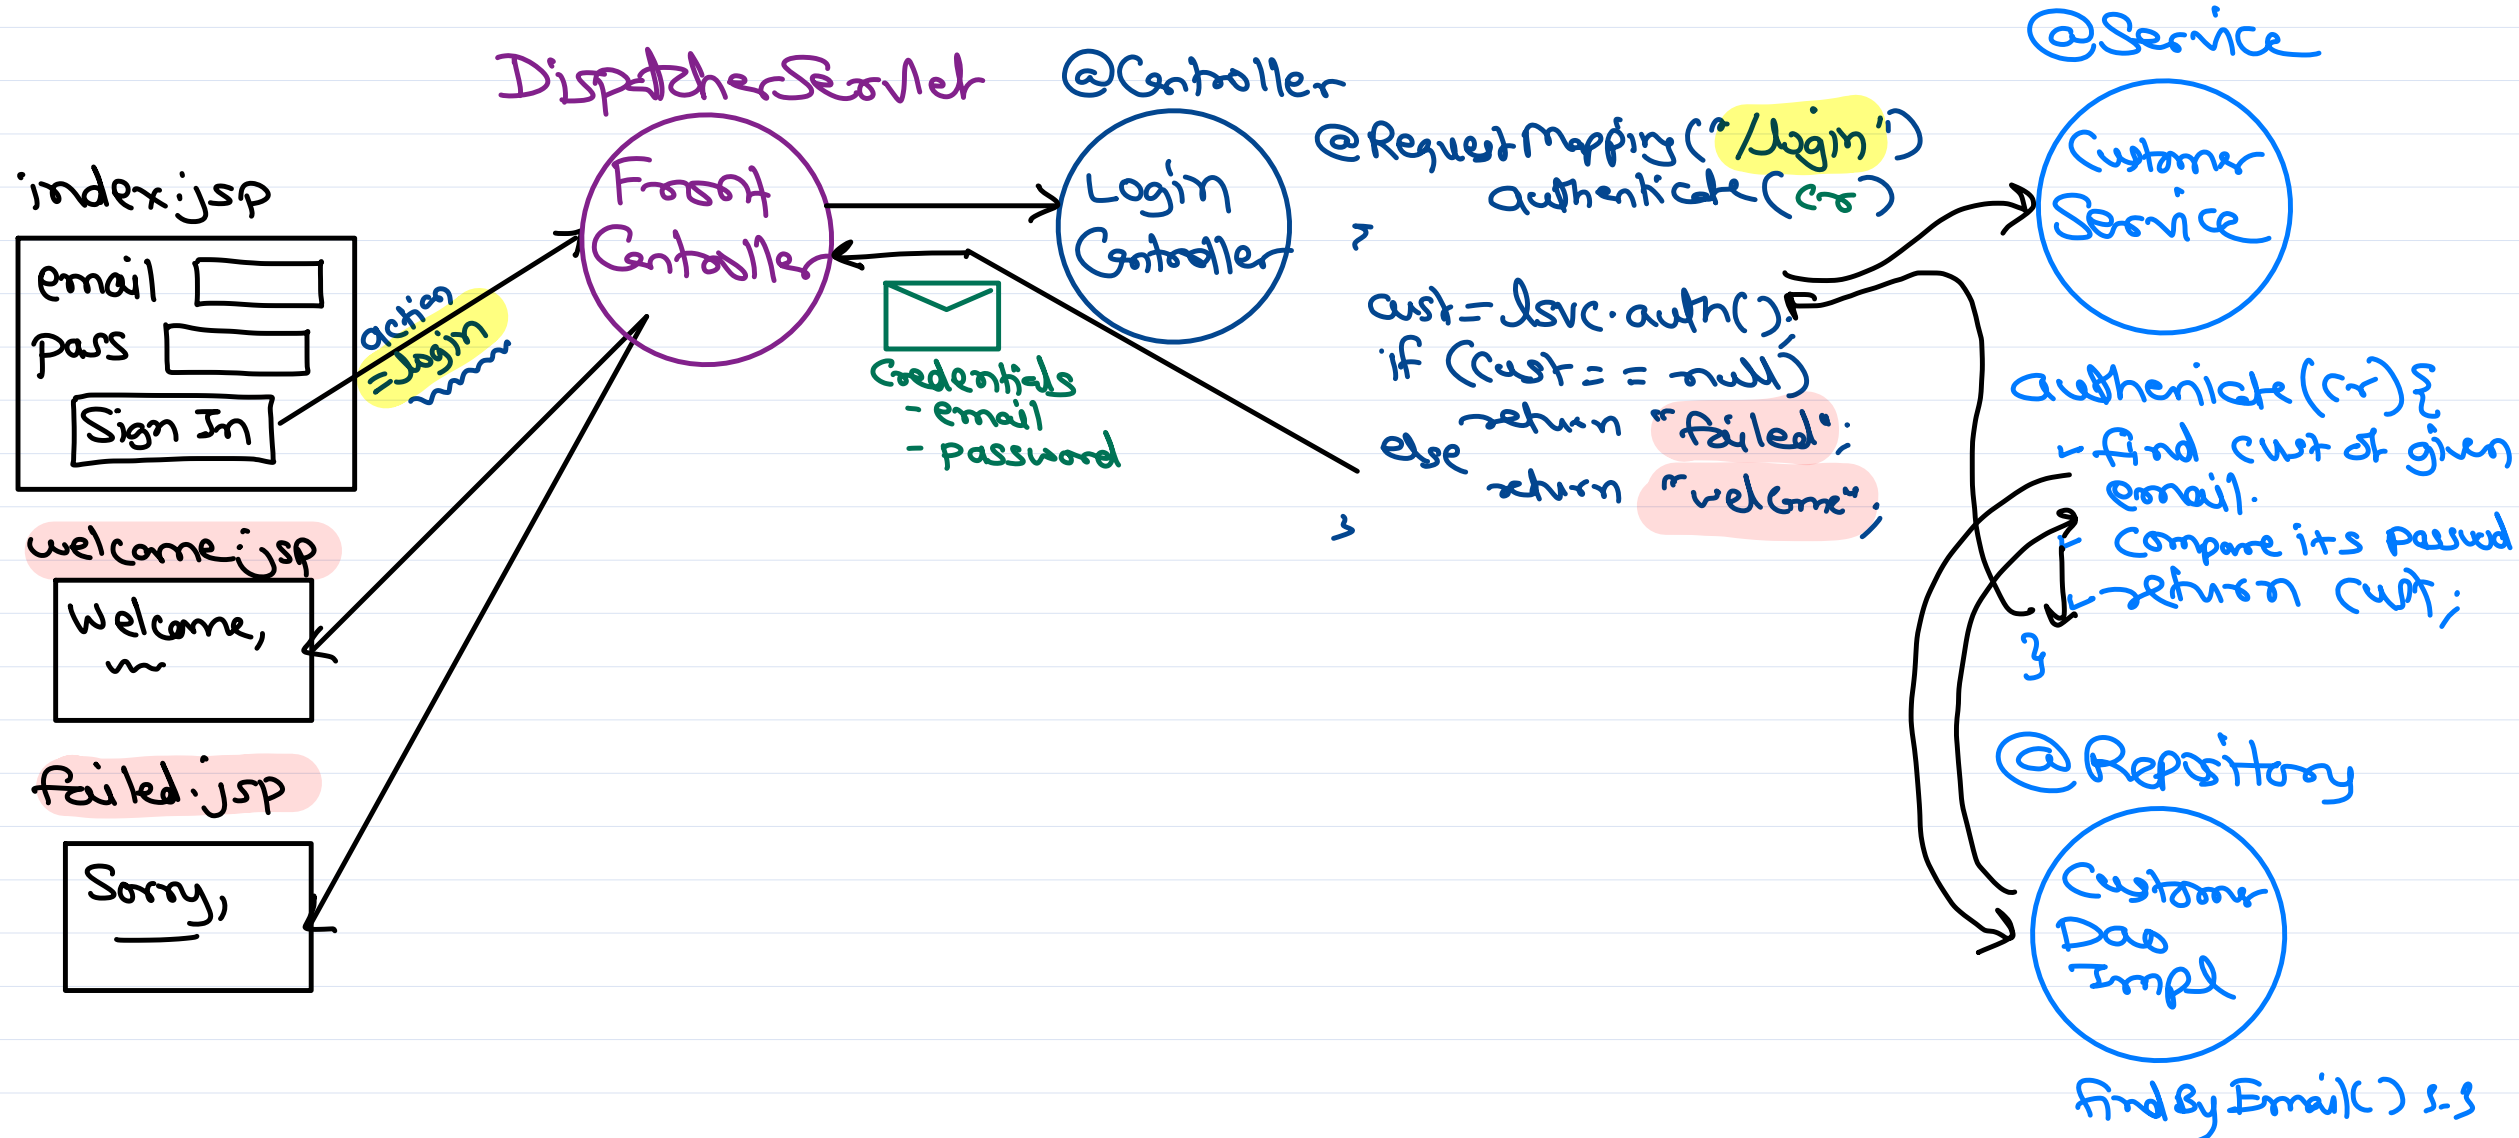 index.jsp
email
pass
Sign In
action
=login
welcome.jsp
Welcome,
failed.jsp
Sorry,
DispatcherServlet
Front
Controller
Credentials
- email
- password
@Controller
Login
Controller
@RequestMapping("/login")
authenticate(cr)
{
cust = lsvc.auth();
if (cust == null)
return "failed";
else
return "welcome";
}
@Service
Service
authenticate(cr){
- find cust at given
email.
- compare its passwd
- return cust;
}
@Repository
Customer
Dao
Impl
FindByEmail() {}